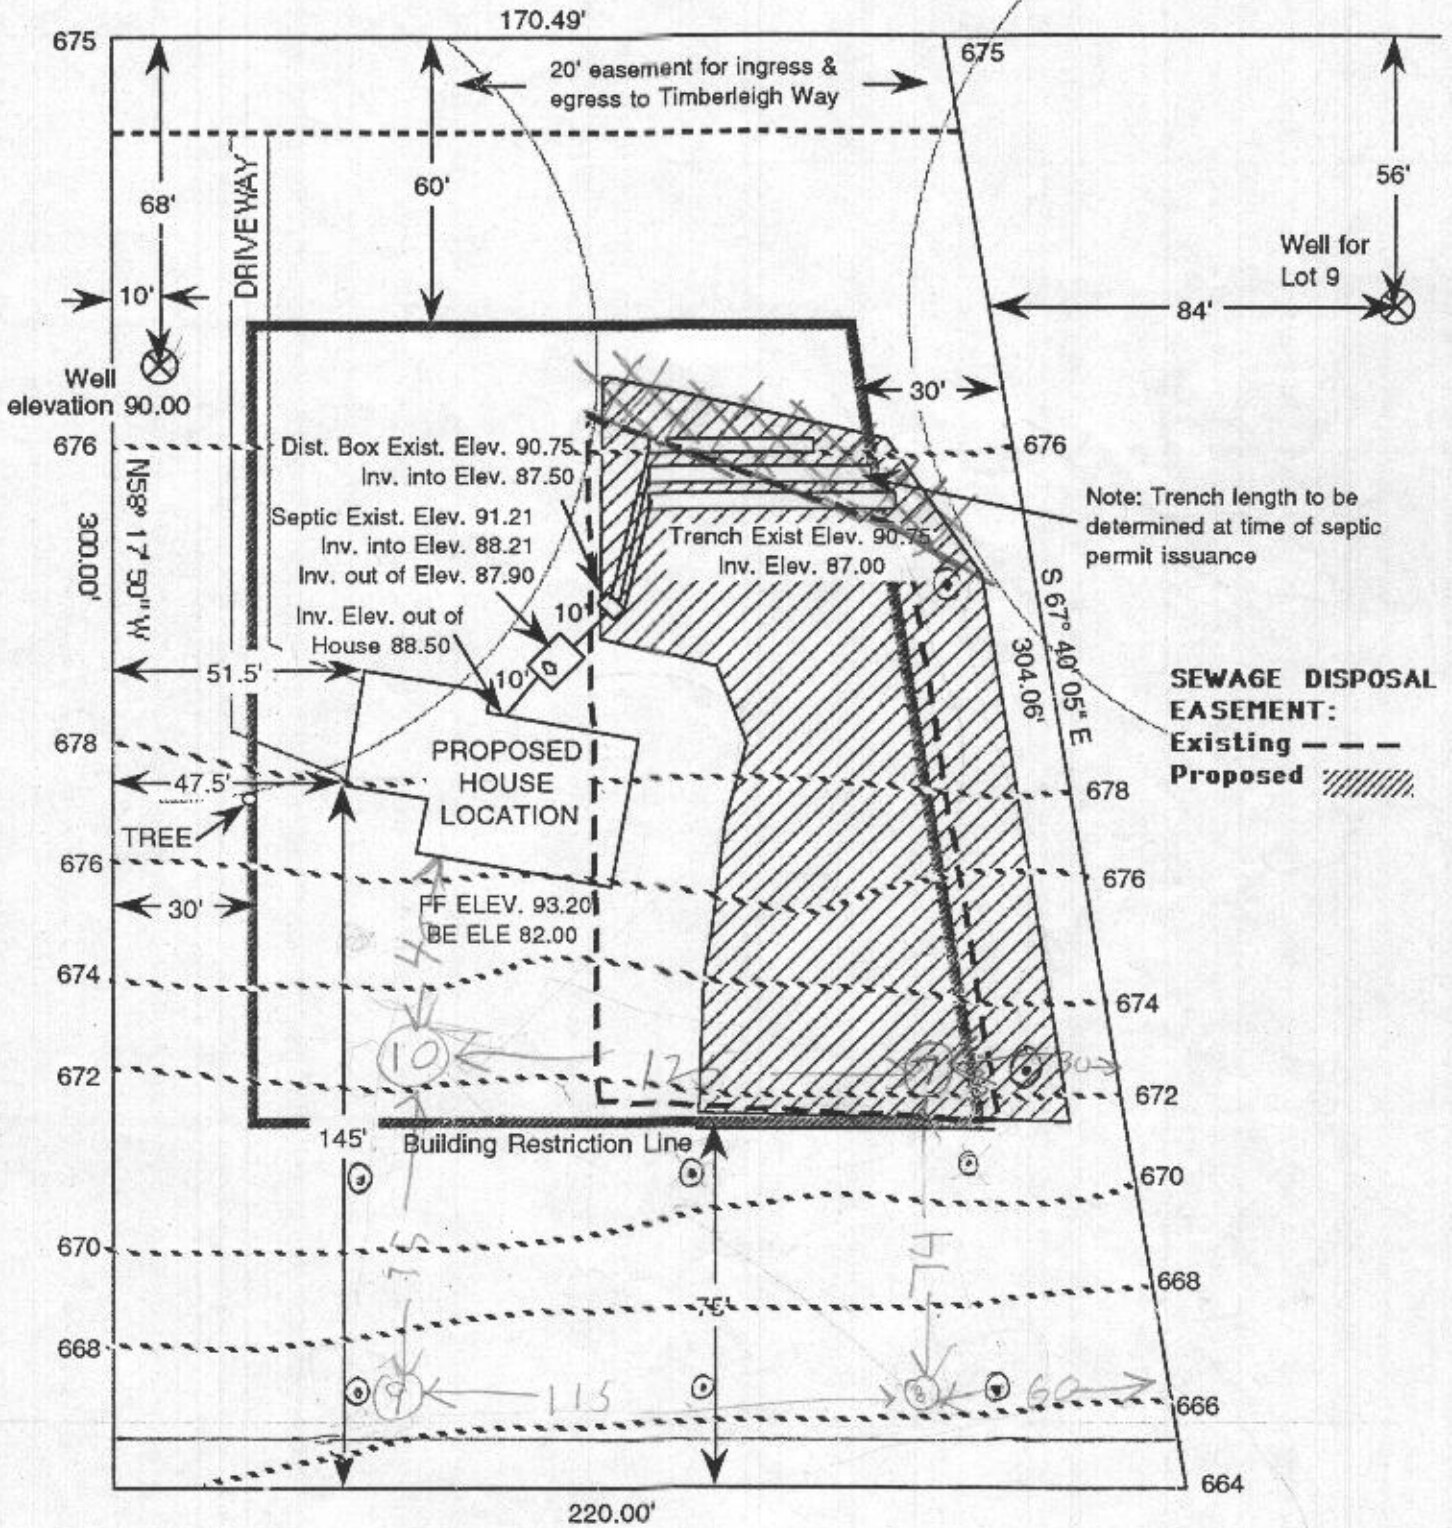 170.49'
675
675
20' easement for ingress &
egress to Timberleigh Way
60'
68'
56'
DRIVEWAY
Well for
Lot 9
10'
84'
Well
elevation 90.00
30'
676
Dist. Box Exist. Elev. 90.75
Inv. into Elev. 87.50
676
N58° 17' 50" W
300.00'
Note: Trench length to be
determined at time of septic
permit issuance
Septic Exist. Elev. 91.21
Inv. into Elev. 88.21
Inv. out of Elev. 87.90
Trench Exist Elev. 90.75
Inv. Elev. 87.00
Inv. Elev. out of
House 88.50
10'
10'
S 67° 40' 05" E
304.06'
51.5'
SEWAGE DISPOSAL
EASEMENT:
Existing
Proposed
678
PROPOSED
HOUSE
LOCATION
47.5'
678
TREE
676
676
30'
FF ELEV. 93.20
BE ELE 82.00
674
674
10
7
30
672
672
145'
Building Restriction Line
670
670
75
74
668
75'
668
9
115
8
60
666
664
220.00'